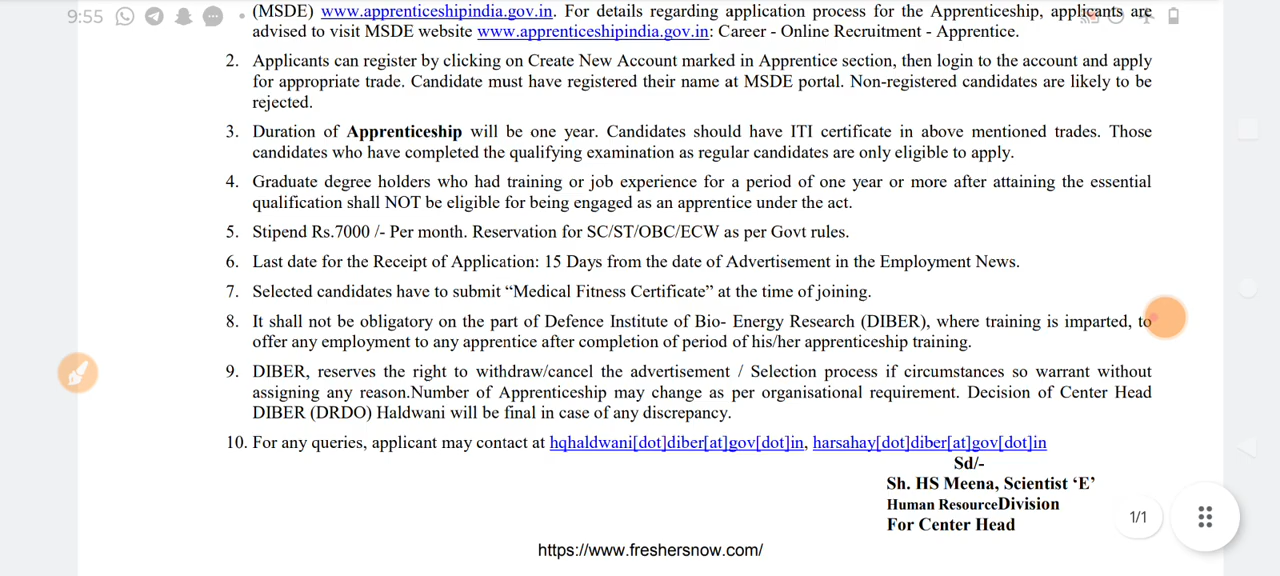 9:55
(MSDE) www.apprenticeshipindia.gov.in. For details regarding application process for the Apprenticeship, applicants are
advised to visit MSDE website www.apprenticeshipindia.gov.in: Career - Online Recruitment - Apprentice.
2. Applicants can register by clicking on Create New Account marked in Apprentice section, then login to the account and apply
for appropriate trade. Candidate must have registered their name at MSDE portal. Non-registered candidates are likely to be
rejected.
3. Duration of Apprenticeship will be one year. Candidates should have ITI certificate in above mentioned trades. Those
candidates who have completed the qualifying examination as regular candidates are only eligible to apply.
4. Graduate degree holders who had training or job experience for a period of one year or more after attaining the essential
qualification shall NOT be eligible for being engaged as an apprentice under the act.
5. Stipend Rs.7000 /- Per month. Reservation for SC/ST/OBC/ECW as per Govt rules.
6. Last date for the Receipt of Application: 15 Days from the date of Advertisement in the Employment News.
7. Selected candidates have to submit “Medical Fitness Certificate” at the time of joining.
8. It shall not be obligatory on the part of Defence Institute of Bio- Energy Research (DIBER), where training is imparted, to
offer any employment to any apprentice after completion of period of his/her apprenticeship training.
9. DIBER, reserves the right to withdraw/cancel the advertisement / Selection process if circumstances so warrant without
assigning any reason.Number of Apprenticeship may change as per organisational requirement. Decision of Center Head
DIBER (DRDO) Haldwani will be final in case of any discrepancy.
10. For any queries, applicant may contact at hqhaldwani[dot]diber[at]gov[dot]in, harsahay[dot]diber[at]gov[dot]in
Sd/-
Sh. HS Meena, Scientist ‘E’
Human ResourceDivision
For Center Head
1/1
https://www.freshersnow.com/